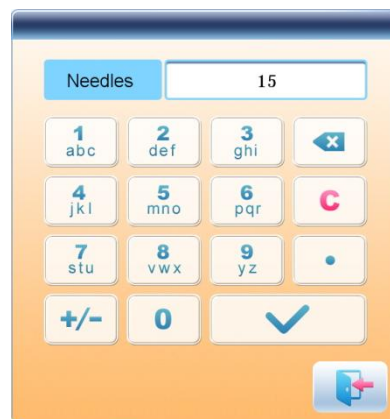 Needles 15
1 2 3
abc def ghi
4 5 6 C
jkl mno pqr
7 8 9 •
stu vwx yz
+/- 0